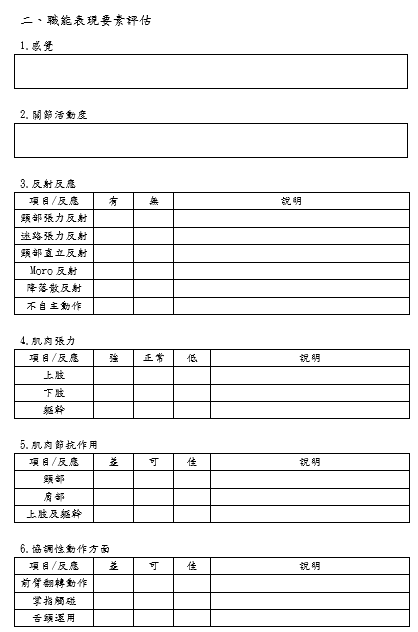 二、職能表現要素評估
1.感覺
2.關節活動度
3.反射反應
項目/反應 有 無 說明
頸部張力反射
迷路張力反射
頸部直立反射
Moro 反射
降落散反射
不自主動作
4.肌肉張力
項目/反應 強 正常 低 說明
上肢
下肢
軀幹
5.肌肉節抗作用
項目/反應 差 可 佳 說明
頸部
肩部
上肢及軀幹
6.協調性動作方面
項目/反應 差 可 佳 說明
前臂翻轉動作
掌指觸碰
舌頭運用